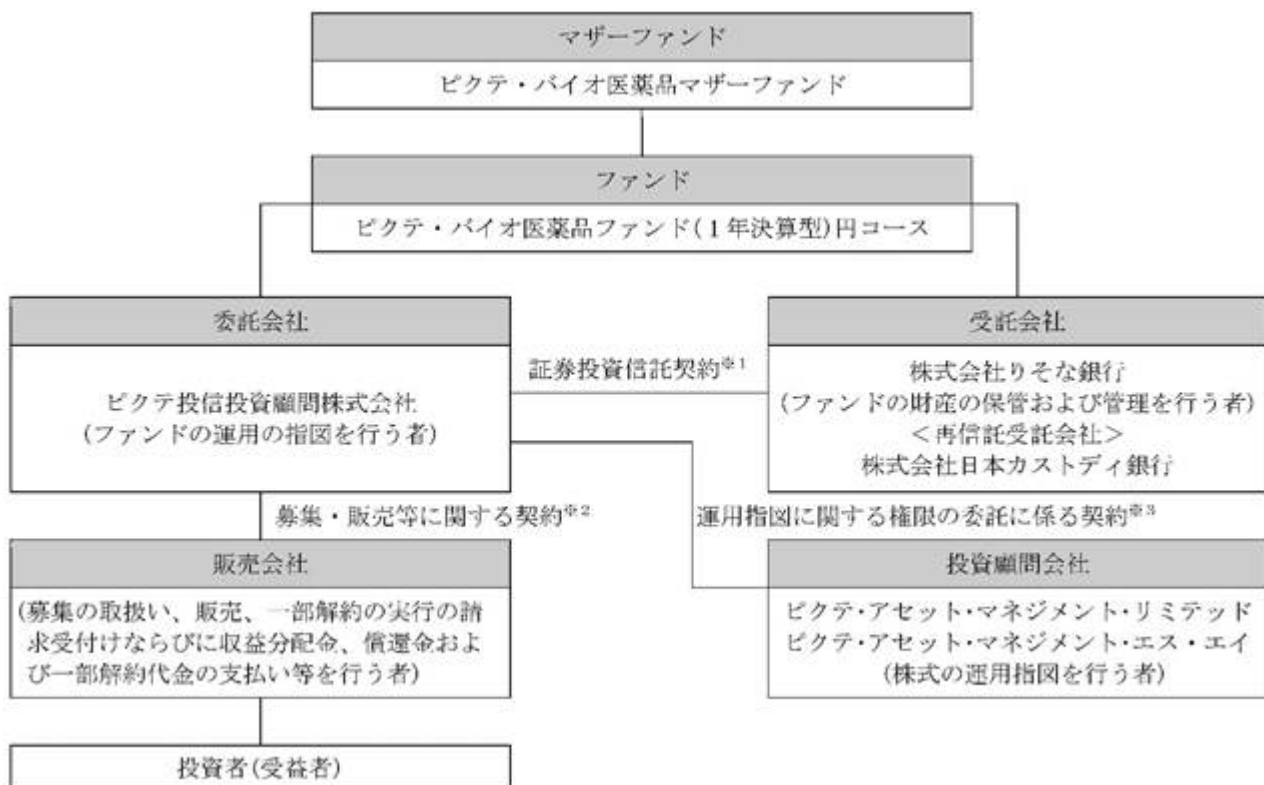 マザーファンド
ピクテ・バイオ医薬品マザーファンド
ファンド
ピクテ・バイオ医薬品ファンド(1年決算型)円コース
委託会社
ピクテ投信投資顧問株式会社
(ファンドの運用の指図を行う者)
証券投資信託契約※1
受託会社
株式会社りそな銀行
(ファンドの財産の保管および管理を行う者)
＜再信託受託会社＞
株式会社日本カストディ銀行
募集・販売等に関する契約※2
運用指図に関する権限の委託に係る契約※3
販売会社
(募集の取扱い、販売、一部解約の実行の請
求受付けならびに収益分配金、償還金およ
び一部解約代金の支払い等を行う者)
投資顧問会社
ピクテ・アセット・マネジメント・リミテッド
ピクテ・アセット・マネジメント・エス・エイ
(株式の運用指図を行う者)
投資者(受益者)